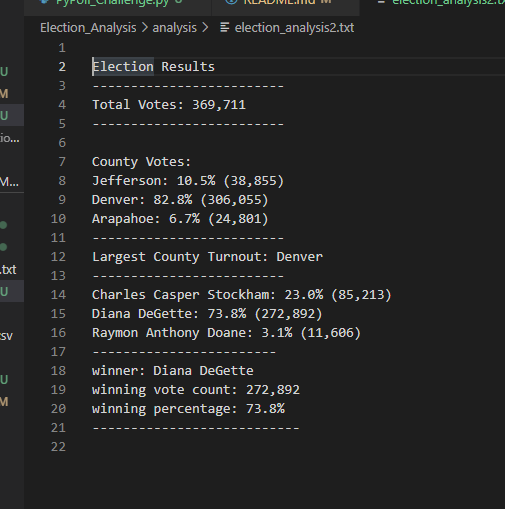 PyPoll_Challenge.py U README.md M election_analysis2.t
Election_Analysis > analysis > election_analysis2.txt
1
2 Election Results
3 -------------------------
4 Total Votes: 369,711
5 -------------------------
6
7 County Votes:
8 Jefferson: 10.5% (38,855)
9 Denver: 82.8% (306,055)
10 Arapahoe: 6.7% (24,801)
11 -------------------------
12 Largest County Turnout: Denver
13 -------------------------
14 Charles Casper Stockham: 23.0% (85,213)
15 Diana DeGette: 73.8% (272,892)
16 Raymon Anthony Doane: 3.1% (11,606)
17 ------------------------
18 winner: Diana DeGette
19 winning vote count: 272,892
20 winning percentage: 73.8%
21 ---------------------------
22
U
M
U
tio...
M...
.txt
U
sv
U
M